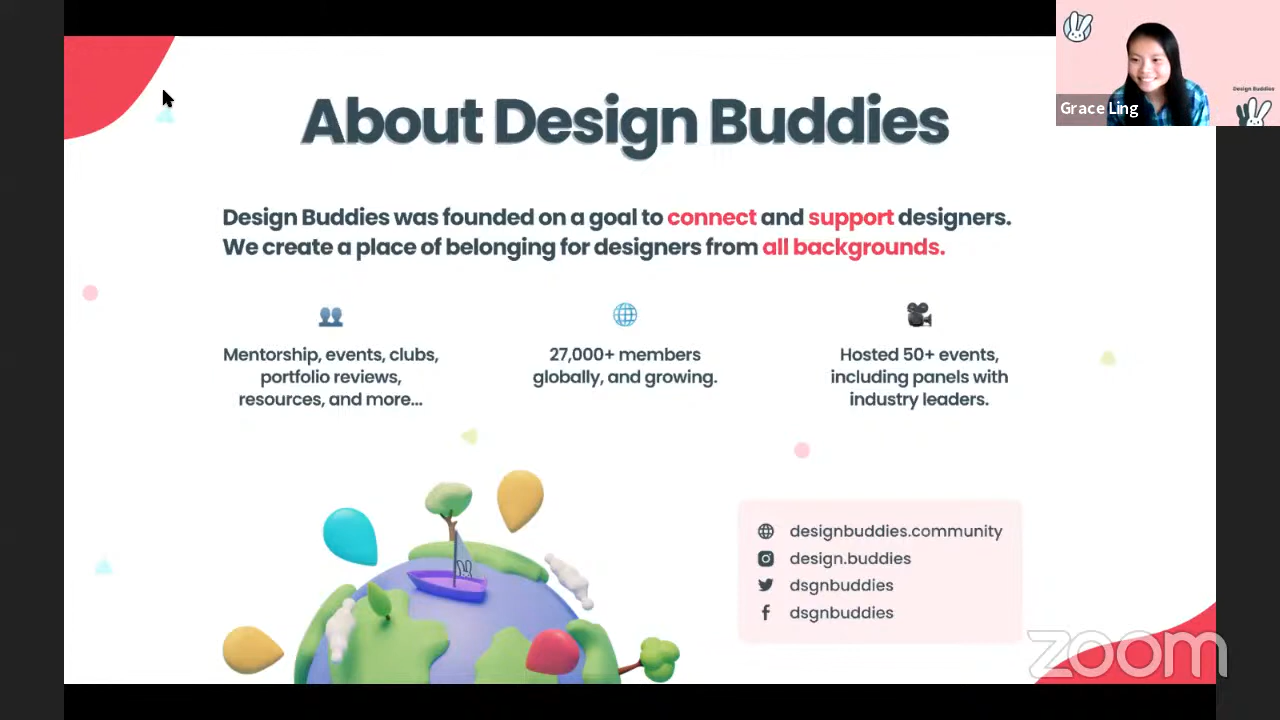 About Design Buddies
Design Buddies was founded on a goal to connect and support designers.
We create a place of belonging for designers from all backgrounds.
Mentorship, events, clubs,
portfolio reviews,
resources, and more...
27,000+ members
globally, and growing.
Hosted 50+ events,
including panels with
industry leaders.
designbuddies.community
design.buddies
dsgnbuddies
dsgnbuddies
Grace Ling
Design Buddies
zoom